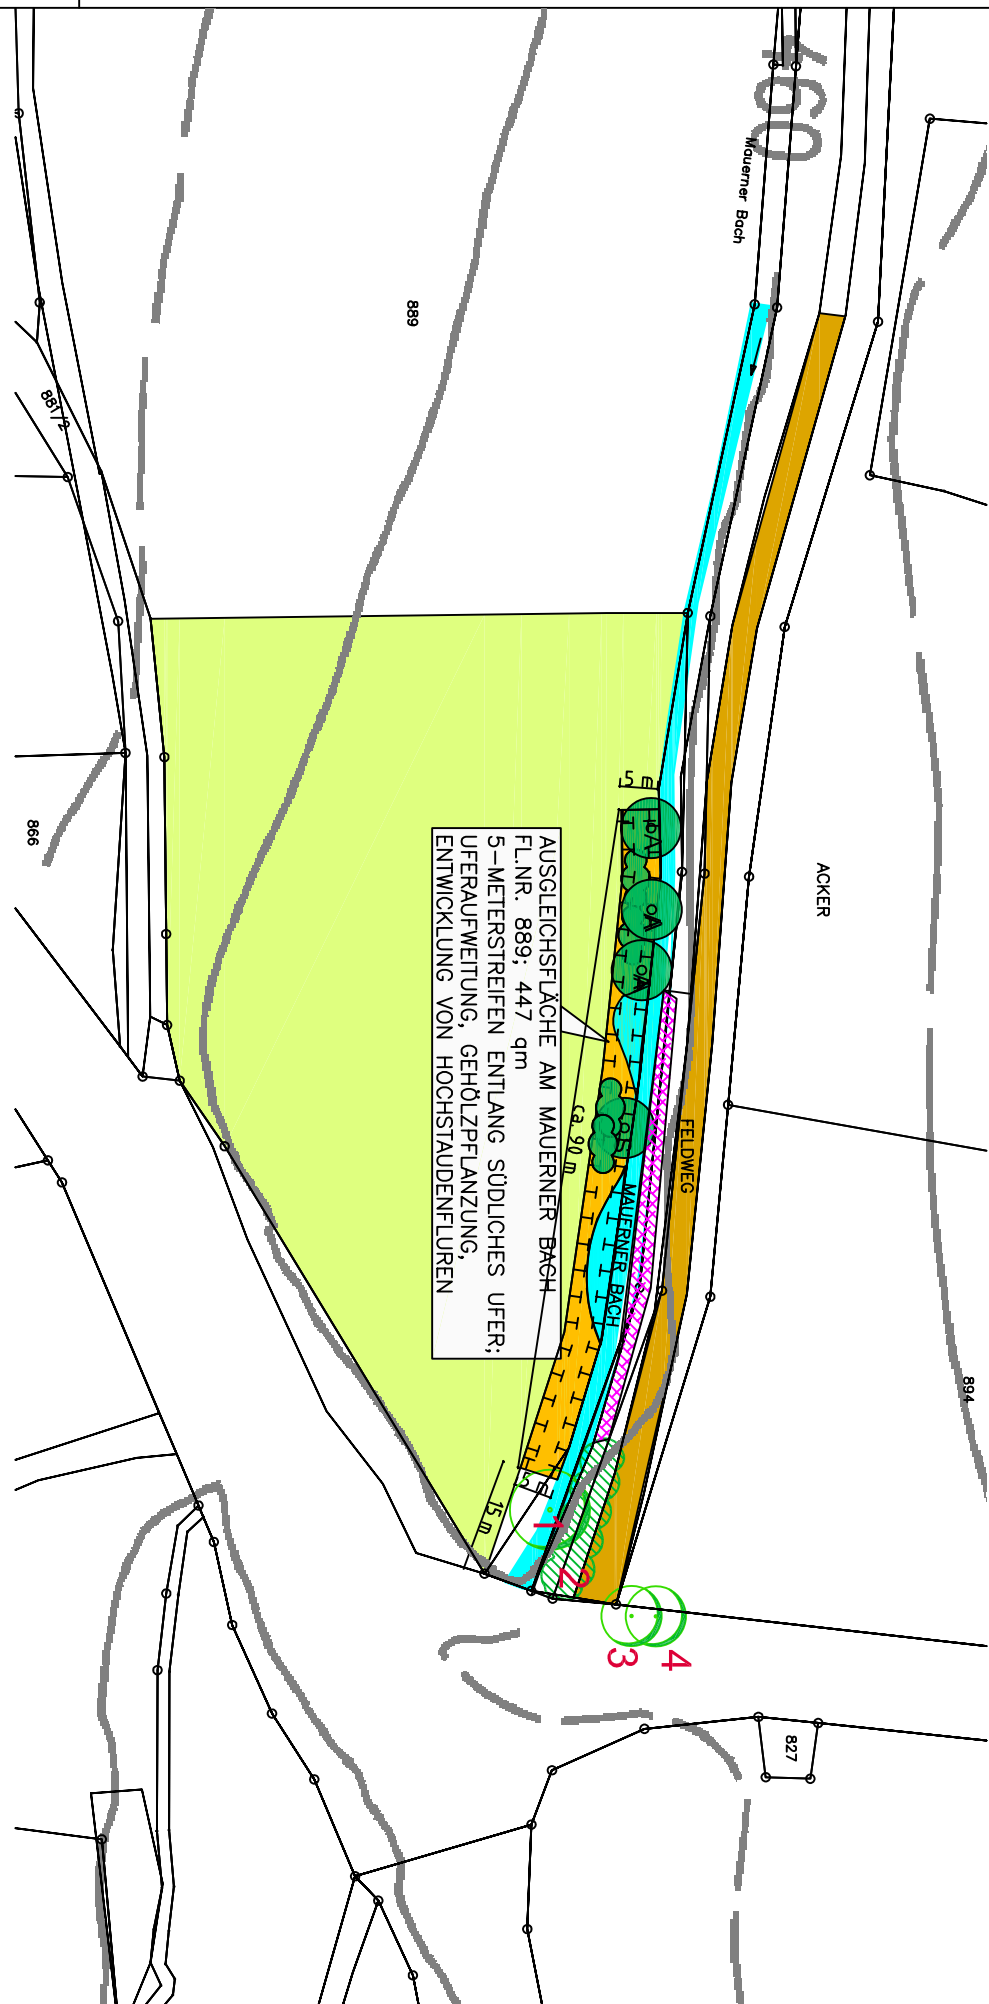 460
Mauerner Bach
889
881/2
866
ACKER
5 m
AUSGLEICHSFLÄCHE AM MAUERNER BACH
FL.NR. 889; 447 qm
5-METERSTREIFEN ENTLANG SÜDLICHES UFER;
UFERAUFWEITUNG, GEHÖLZPFLANZUNG,
ENTWICKLUNG VON HOCHSTAUDENFLUREN
A
A
A
ca. 90 m
FELDWEG
MAUERNER BACH
894
5 m
15 m
1
2
3
4
827